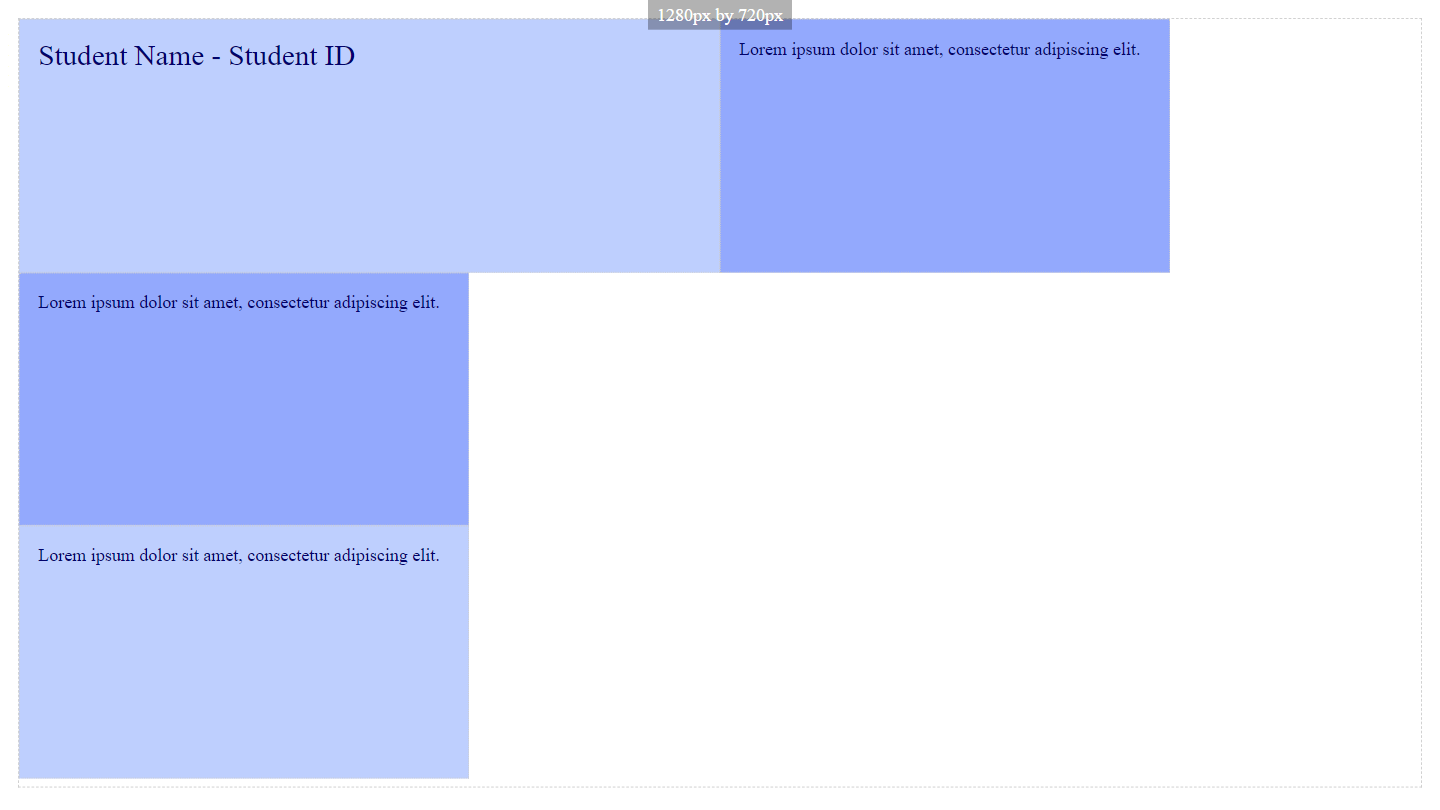 1280px by 720px
Student Name - Student ID
Lorem ipsum dolor sit amet, consectetur adipiscing elit.
Lorem ipsum dolor sit amet, consectetur adipiscing elit.
Lorem ipsum dolor sit amet, consectetur adipiscing elit.